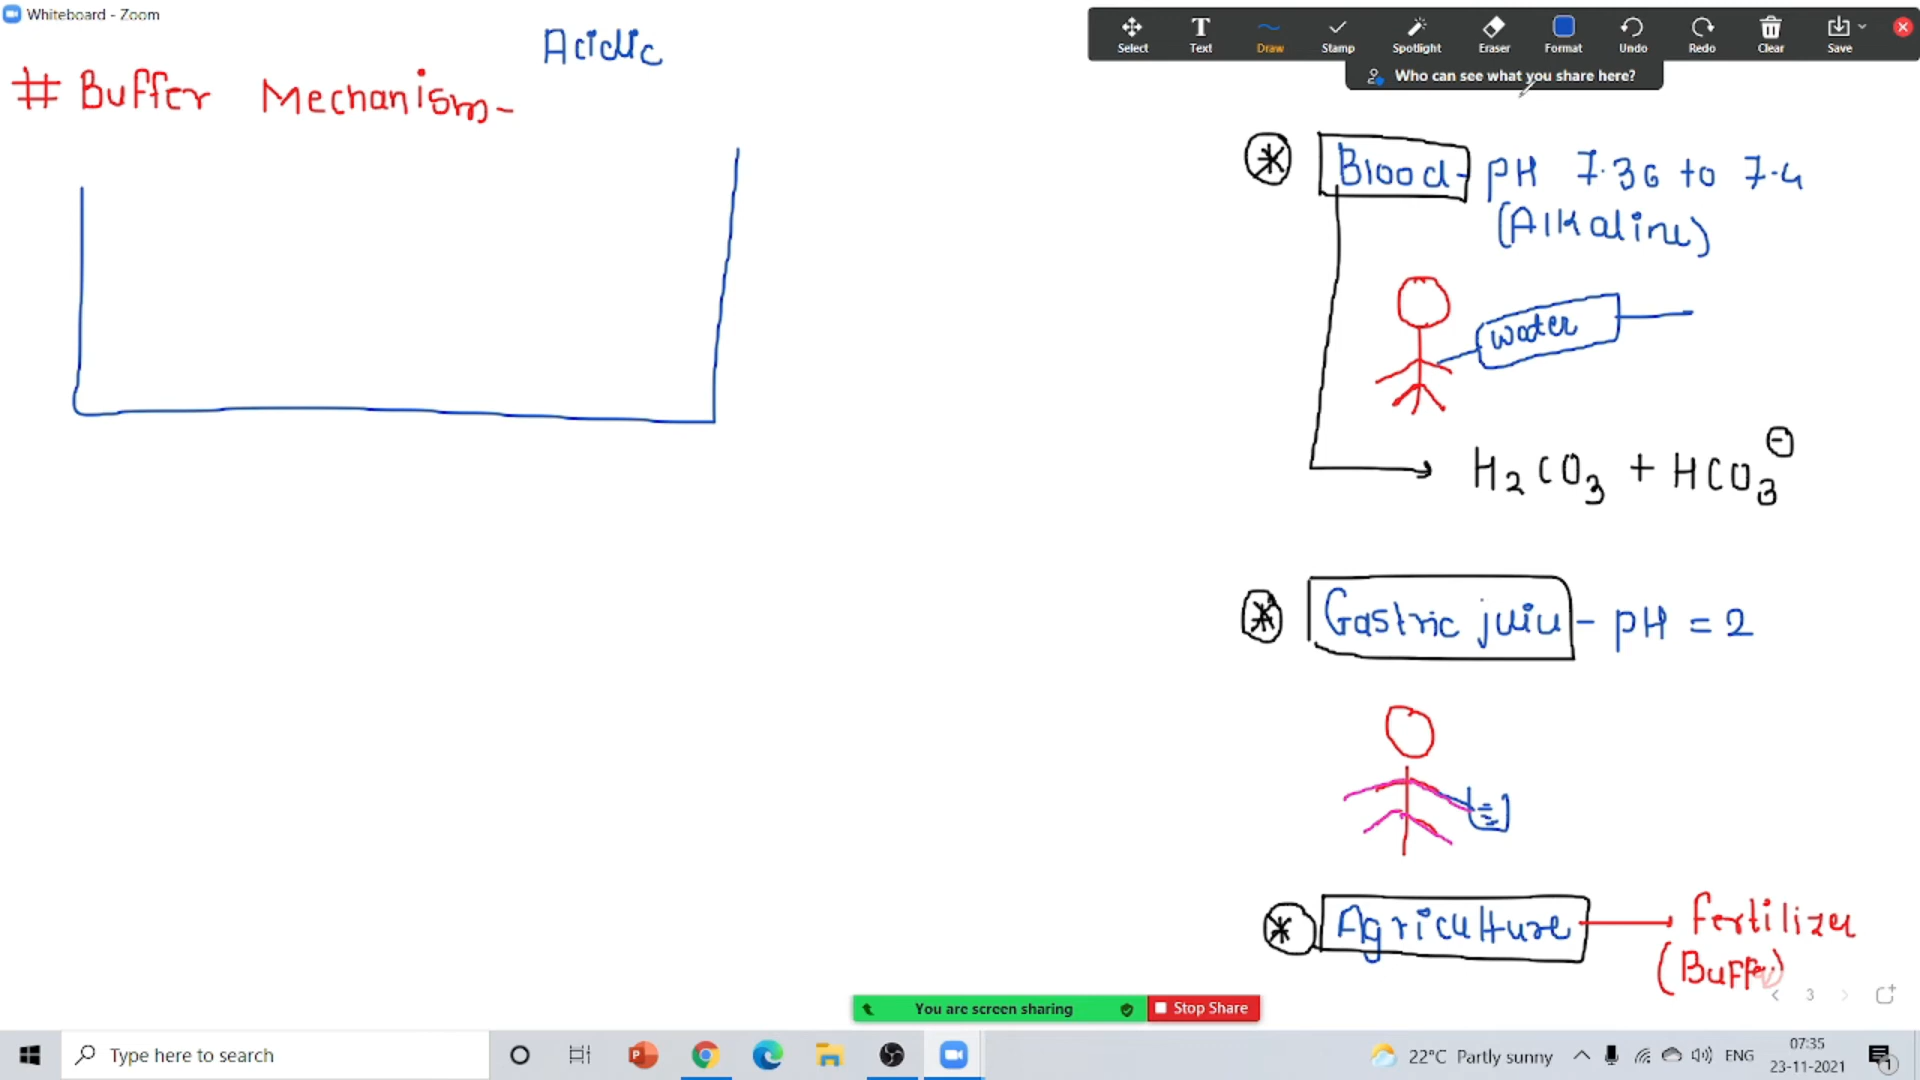 Whiteboard - Zoom
Acidic
# Buffer Mechanism-
Select Text Draw Stamp Spotlight Eraser Format Undo Redo Clear Save
Who can see what you share here?
Blood- pH 7.36 to 7.4
(Alkaline)
water
H2CO3 + HCO3 -
Gastric juice - pH = 2
Agriculture → Fertilizer
(Buffer)
3
You are screen sharing Stop Share
Type here to search
22°C Partly sunny ENG
07:35
23-11-2021
1